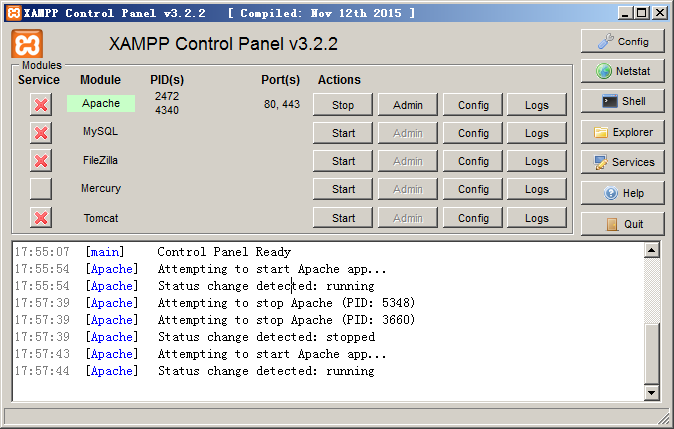 XAMPP Control Panel v3.2.2 [ Compiled: Nov 12th 2015 ]
XAMPP Control Panel v3.2.2
Config
Modules
Service Module PID(s) Port(s) Actions
Netstat
Apache 2472 4340 80, 443 Stop Admin Config Logs
Shell
MySQL Start Admin Config Logs
Explorer
FileZilla Start Admin Config Logs
Services
Mercury Start Admin Config Logs
Help
Tomcat Start Admin Config Logs
Quit
17:55:07 [main] Control Panel Ready
17:55:54 [Apache] Attempting to start Apache app...
17:55:54 [Apache] Status change detected: running
17:57:39 [Apache] Attempting to stop Apache (PID: 5348)
17:57:39 [Apache] Attempting to stop Apache (PID: 3660)
17:57:39 [Apache] Status change detected: stopped
17:57:43 [Apache] Attempting to start Apache app...
17:57:44 [Apache] Status change detected: running